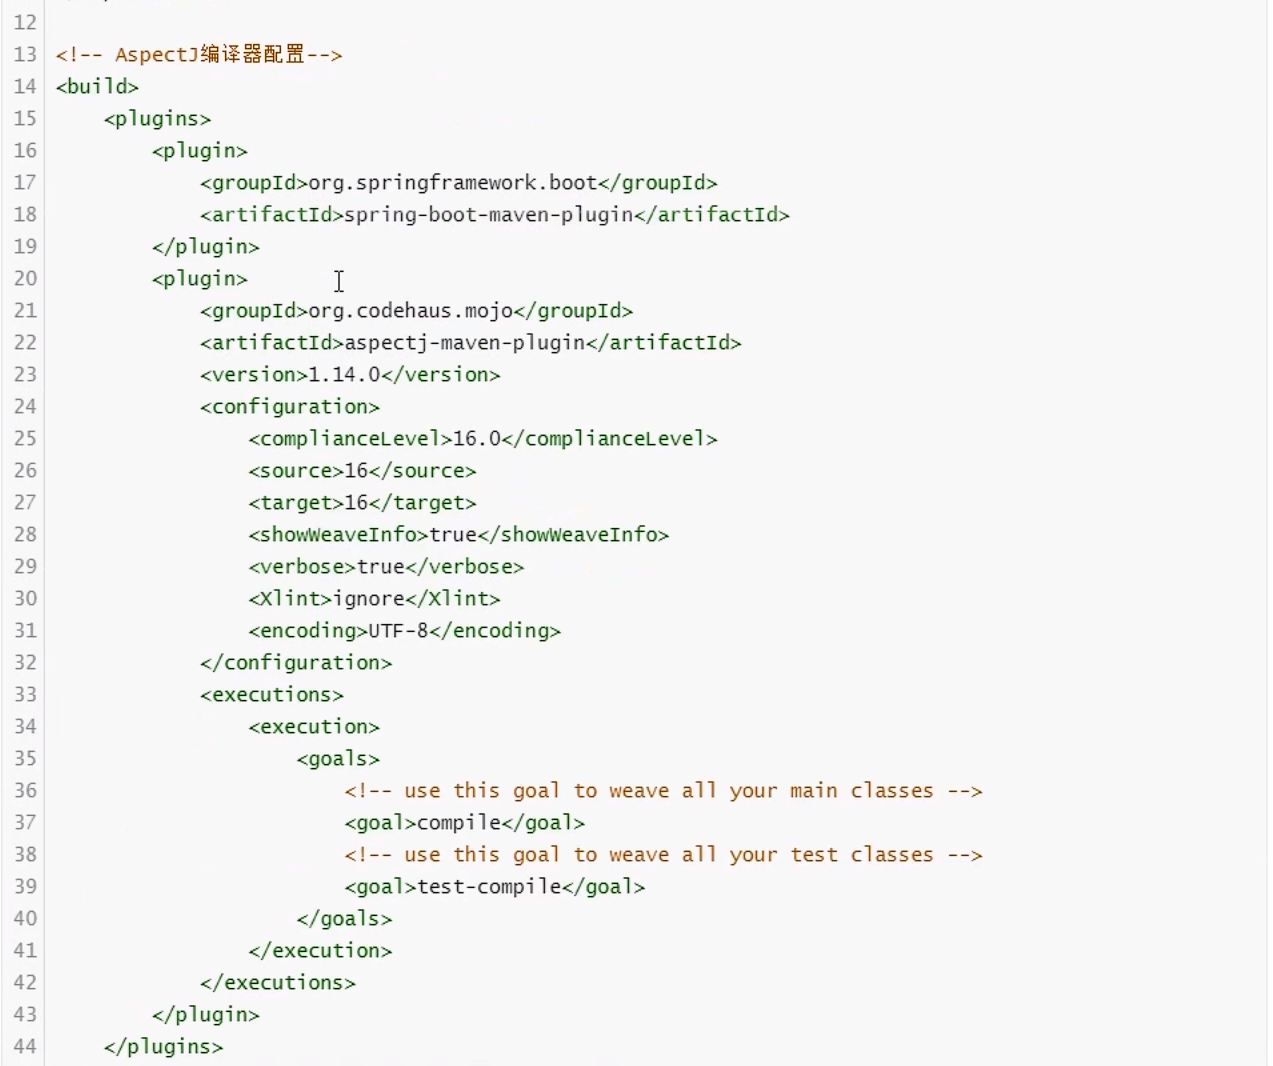 12
13 <!-- AspectJ编译器配置-->
14 <build>
15     <plugins>
16         <plugin>
17             <groupId>org.springframework.boot</groupId>
18             <artifactId>spring-boot-maven-plugin</artifactId>
19         </plugin>
20         <plugin>
21             <groupId>org.codehaus.mojo</groupId>
22             <artifactId>aspectj-maven-plugin</artifactId>
23             <version>1.14.0</version>
24             <configuration>
25                 <complianceLevel>16.0</complianceLevel>
26                 <source>16</source>
27                 <target>16</target>
28                 <showWeaveInfo>true</showWeaveInfo>
29                 <verbose>true</verbose>
30                 <Xlint>ignore</Xlint>
31                 <encoding>UTF-8</encoding>
32             </configuration>
33             <executions>
34                 <execution>
35                     <goals>
36                         <!-- use this goal to weave all your main classes -->
37                         <goal>compile</goal>
38                         <!-- use this goal to weave all your test classes -->
39                         <goal>test-compile</goal>
40                     </goals>
41                 </execution>
42             </executions>
43         </plugin>
44     </plugins>